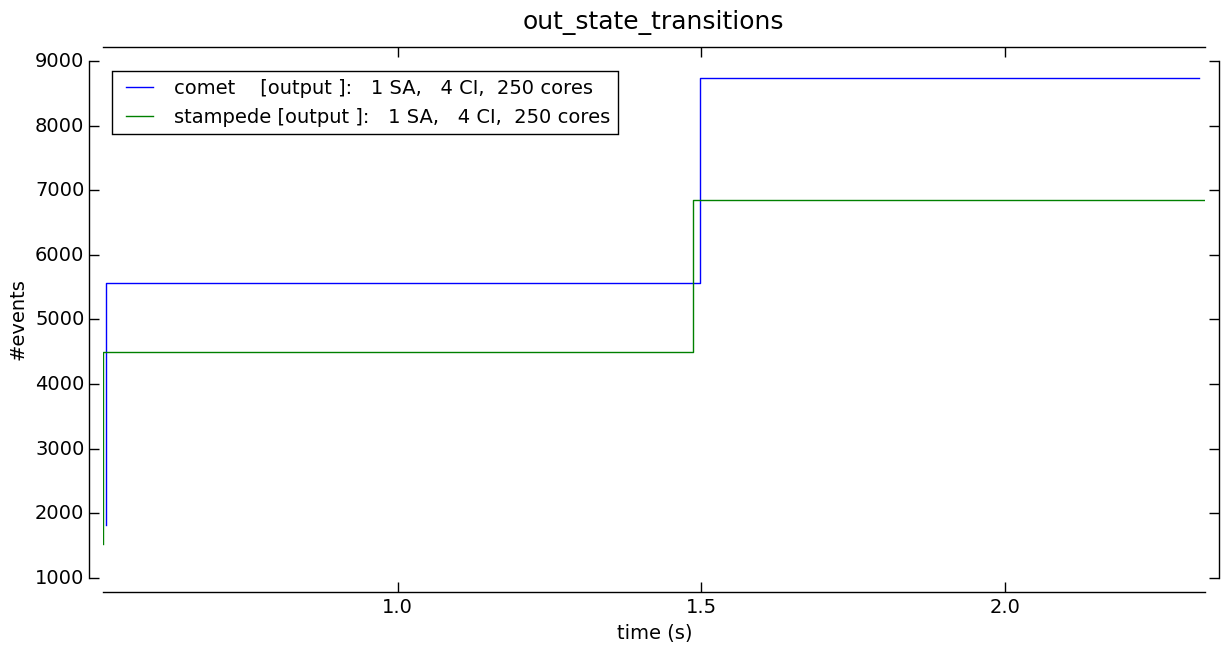 out_state_transitions
9000
8000
7000
6000
5000
4000
3000
2000
1000
#events
comet    [output ]:   1 SA,   4 CI,  250 cores
stampede [output ]:   1 SA,   4 CI,  250 cores
1.0
1.5
2.0
time (s)